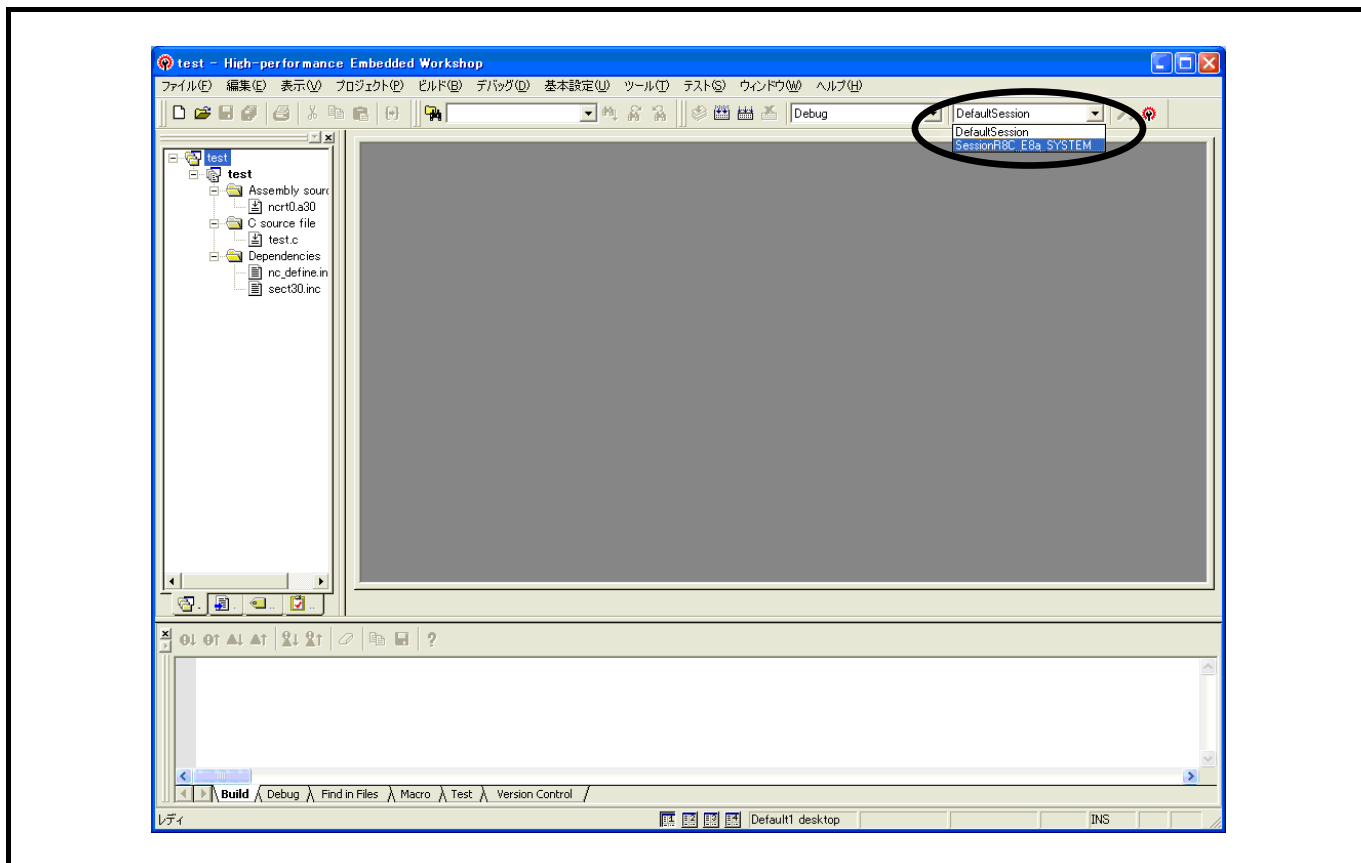 test - High-performance Embedded Workshop
ファイル(F) 編集(E) 表示(V) プロジェクト(P) ビルド(B) デバッグ(D) 基本設定(U) ツール(T) テスト(S) ウィンドウ(W) ヘルプ(H)
Debug DefaultSession
DefaultSession
SessionR8C_E8a_SYSTEM
test
test
Assembly sourc
ncrt0.a30
C source file
test.c
Dependencies
nc_define.in
sect30.inc
Build Debug Find in Files Macro Test Version Control
レディ Default1 desktop INS